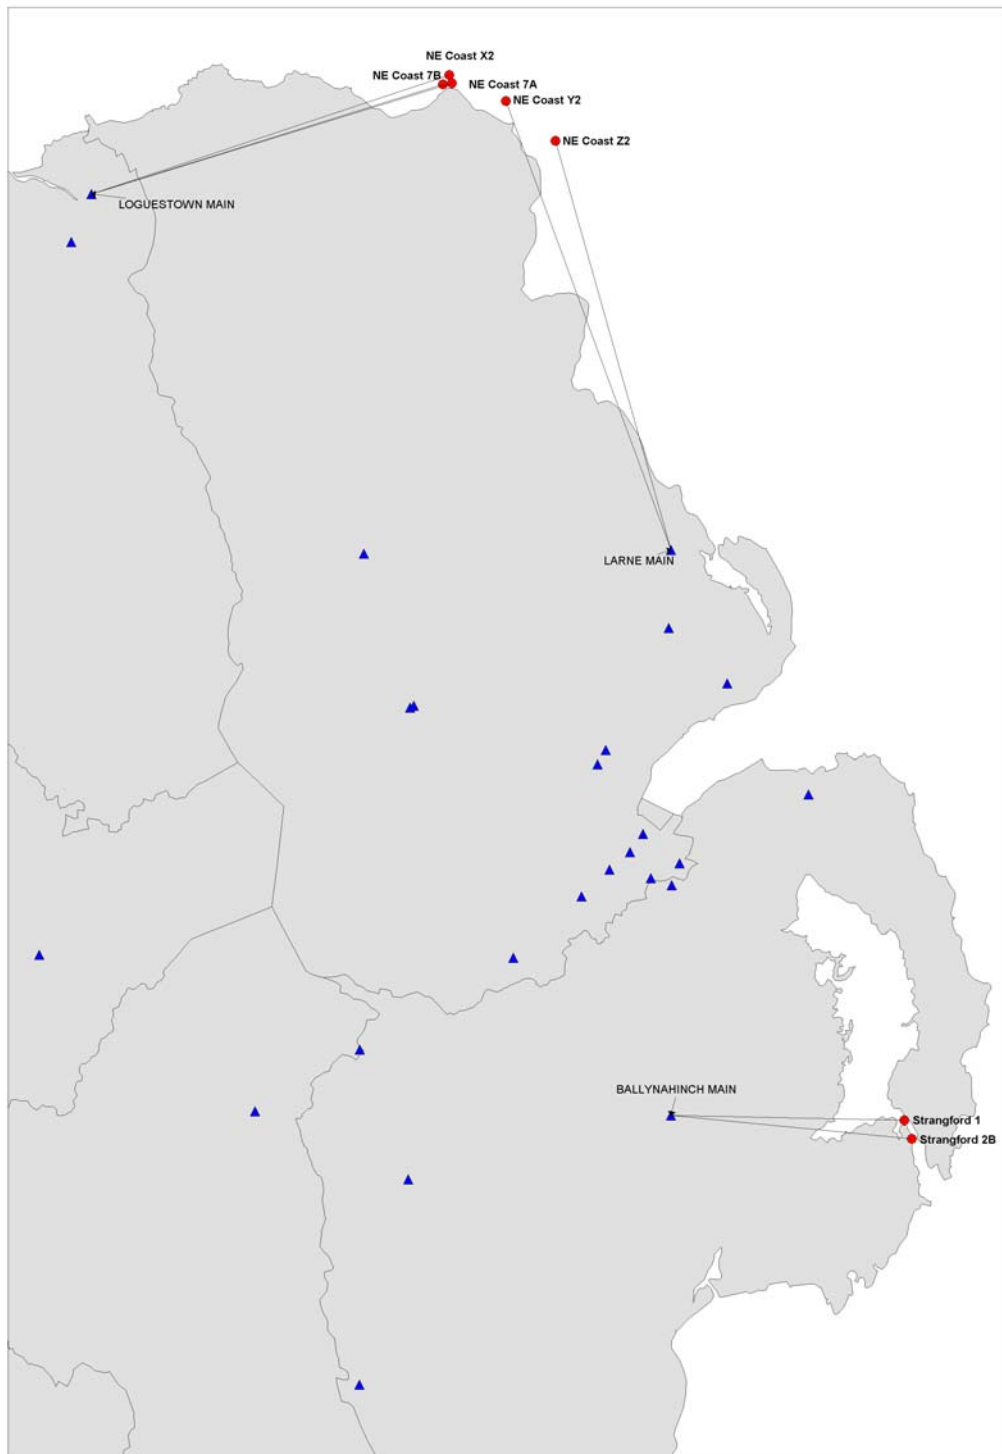 NE Coast X2
NE Coast 7B
NE Coast 7A
NE Coast Y2
NE Coast Z2
LOGUESTOWN MAIN
LARNE MAIN
BALLYNAHINCH MAIN
Strangford 1
Strangford 2B